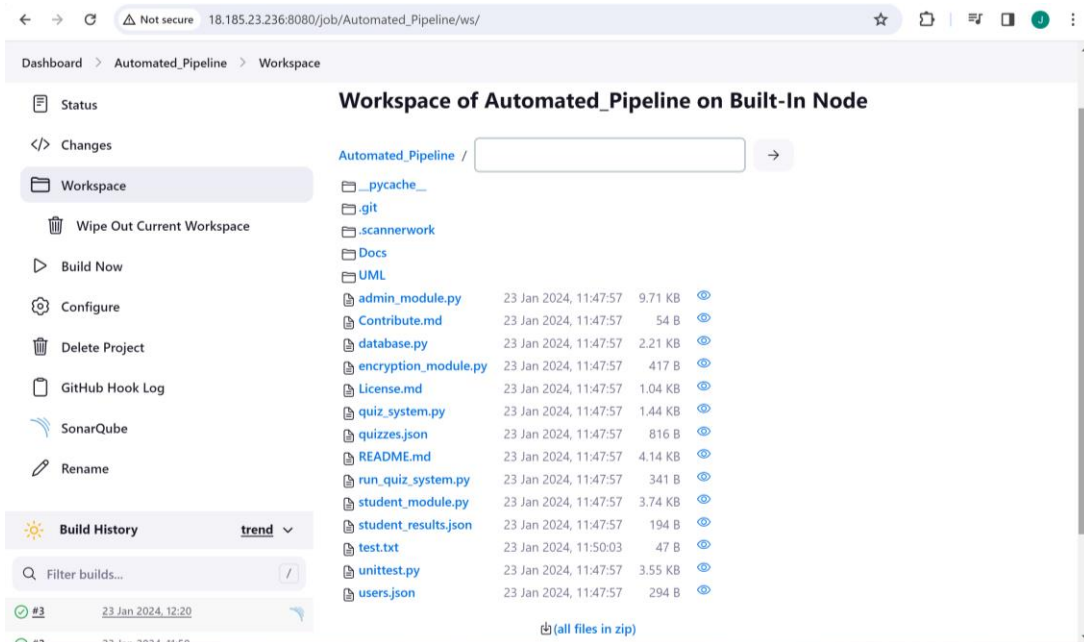 Not secure 18.185.23.236:8080/job/Automated_Pipeline/ws/
J
Dashboard > Automated_Pipeline > Workspace
Status
Changes
Workspace
Wipe Out Current Workspace
Build Now
Configure
Delete Project
GitHub Hook Log
SonarQube
Rename
Build History trend
Filter builds... /
#3 23 Jan 2024, 12:20
Workspace of Automated_Pipeline on Built-In Node
Automated_Pipeline /
__pycache__
.git
.scannerwork
Docs
UML
admin_module.py 23 Jan 2024, 11:47:57 9.71 KB
Contribute.md 23 Jan 2024, 11:47:57 54 B
database.py 23 Jan 2024, 11:47:57 2.21 KB
encryption_module.py 23 Jan 2024, 11:47:57 417 B
License.md 23 Jan 2024, 11:47:57 1.04 KB
quiz_system.py 23 Jan 2024, 11:47:57 1.44 KB
quizzes.json 23 Jan 2024, 11:47:57 816 B
README.md 23 Jan 2024, 11:47:57 4.14 KB
run_quiz_system.py 23 Jan 2024, 11:47:57 341 B
student_module.py 23 Jan 2024, 11:47:57 3.74 KB
student_results.json 23 Jan 2024, 11:47:57 194 B
test.txt 23 Jan 2024, 11:50:03 47 B
unittest.py 23 Jan 2024, 11:47:57 3.55 KB
users.json 23 Jan 2024, 11:47:57 294 B
(all files in zip)